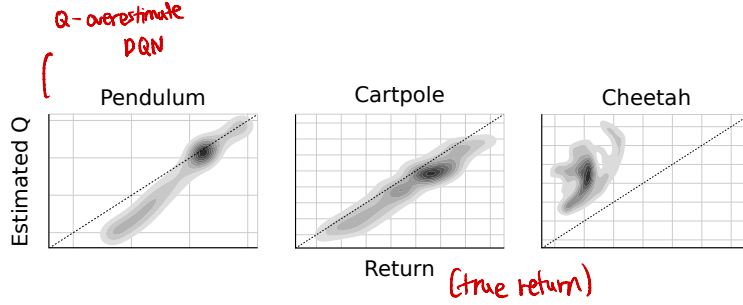 Q-overestimate
DQN
Pendulum
Cartpole
Cheetah
Estimated Q
Return
(true return)